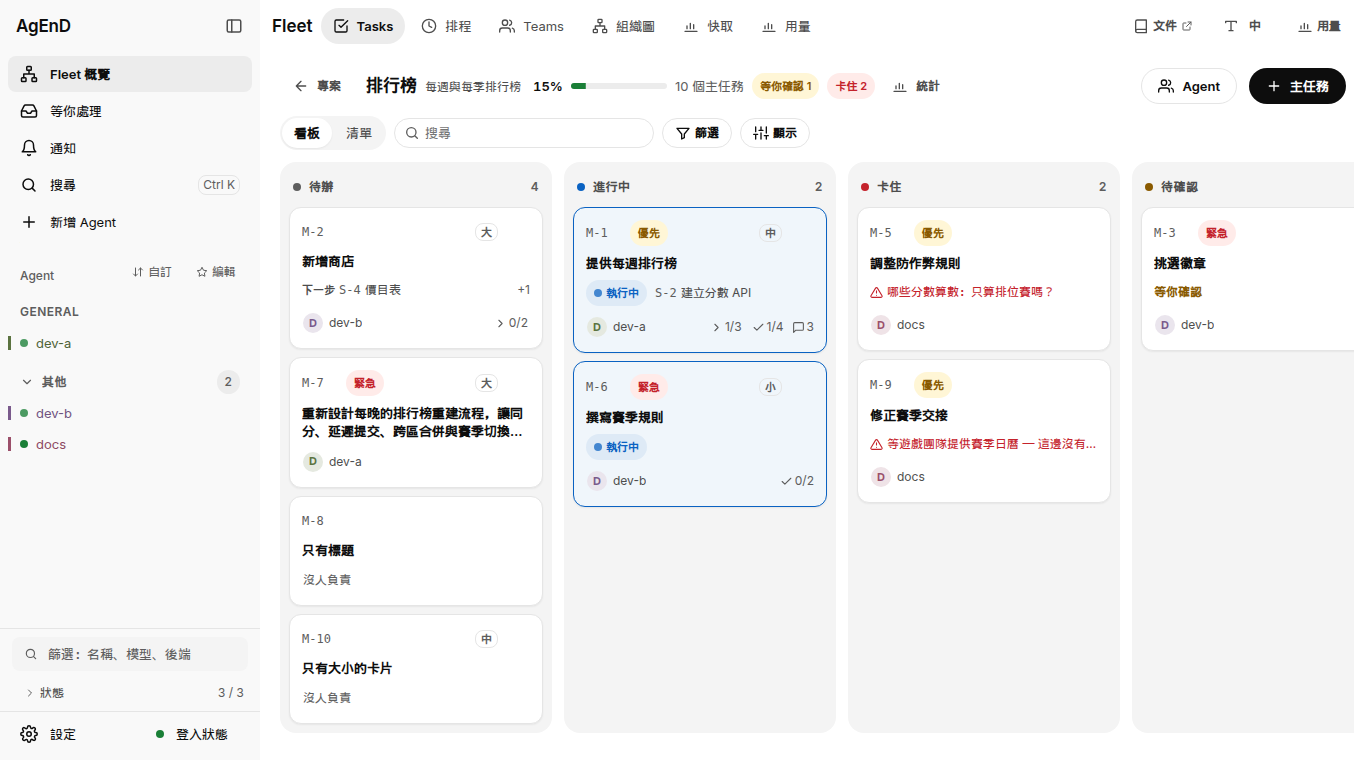 AgEnD
Fleet 概覽
等你處理
通知
搜尋 Ctrl K
新增 Agent
Agent 自訂 編輯
GENERAL
dev-a
其他 2
dev-b
docs
篩選：名稱、模型、後端
狀態 3 / 3
設定 登入狀態
Fleet Tasks 排程 Teams 組織圖 快取 用量 文件 中 用量
專案 排行榜 每週與每季排行榜 15% 10 個主任務 等你確認 1 卡住 2 統計 Agent 主任務
看板 清單 搜尋 篩選 顯示
待辦 4
M-2 大
新增商店
下一步 S-4 價目表 +1
D dev-b 0/2
M-7 緊急 大
重新設計每晚的排行榜重建流程，讓同
分、延遲提交、跨區合併與賽季切換...
D dev-a
M-8
只有標題
沒人負責
M-10 中
只有大小的卡片
沒人負責
進行中 2
M-1 優先 中
提供每週排行榜
執行中 S-2 建立分數 API
D dev-a 1/3 1/4 3
M-6 緊急 小
撰寫賽季規則
執行中
D dev-b 0/2
卡住 2
M-5 優先
調整防作弊規則
哪些分數算數：只算排位賽嗎？
D docs
M-9 優先
修正賽季交接
等遊戲團隊提供賽季日曆 — 這邊沒有...
D docs
待確認
M-3 緊急
挑選徽章
等你確認
D dev-b